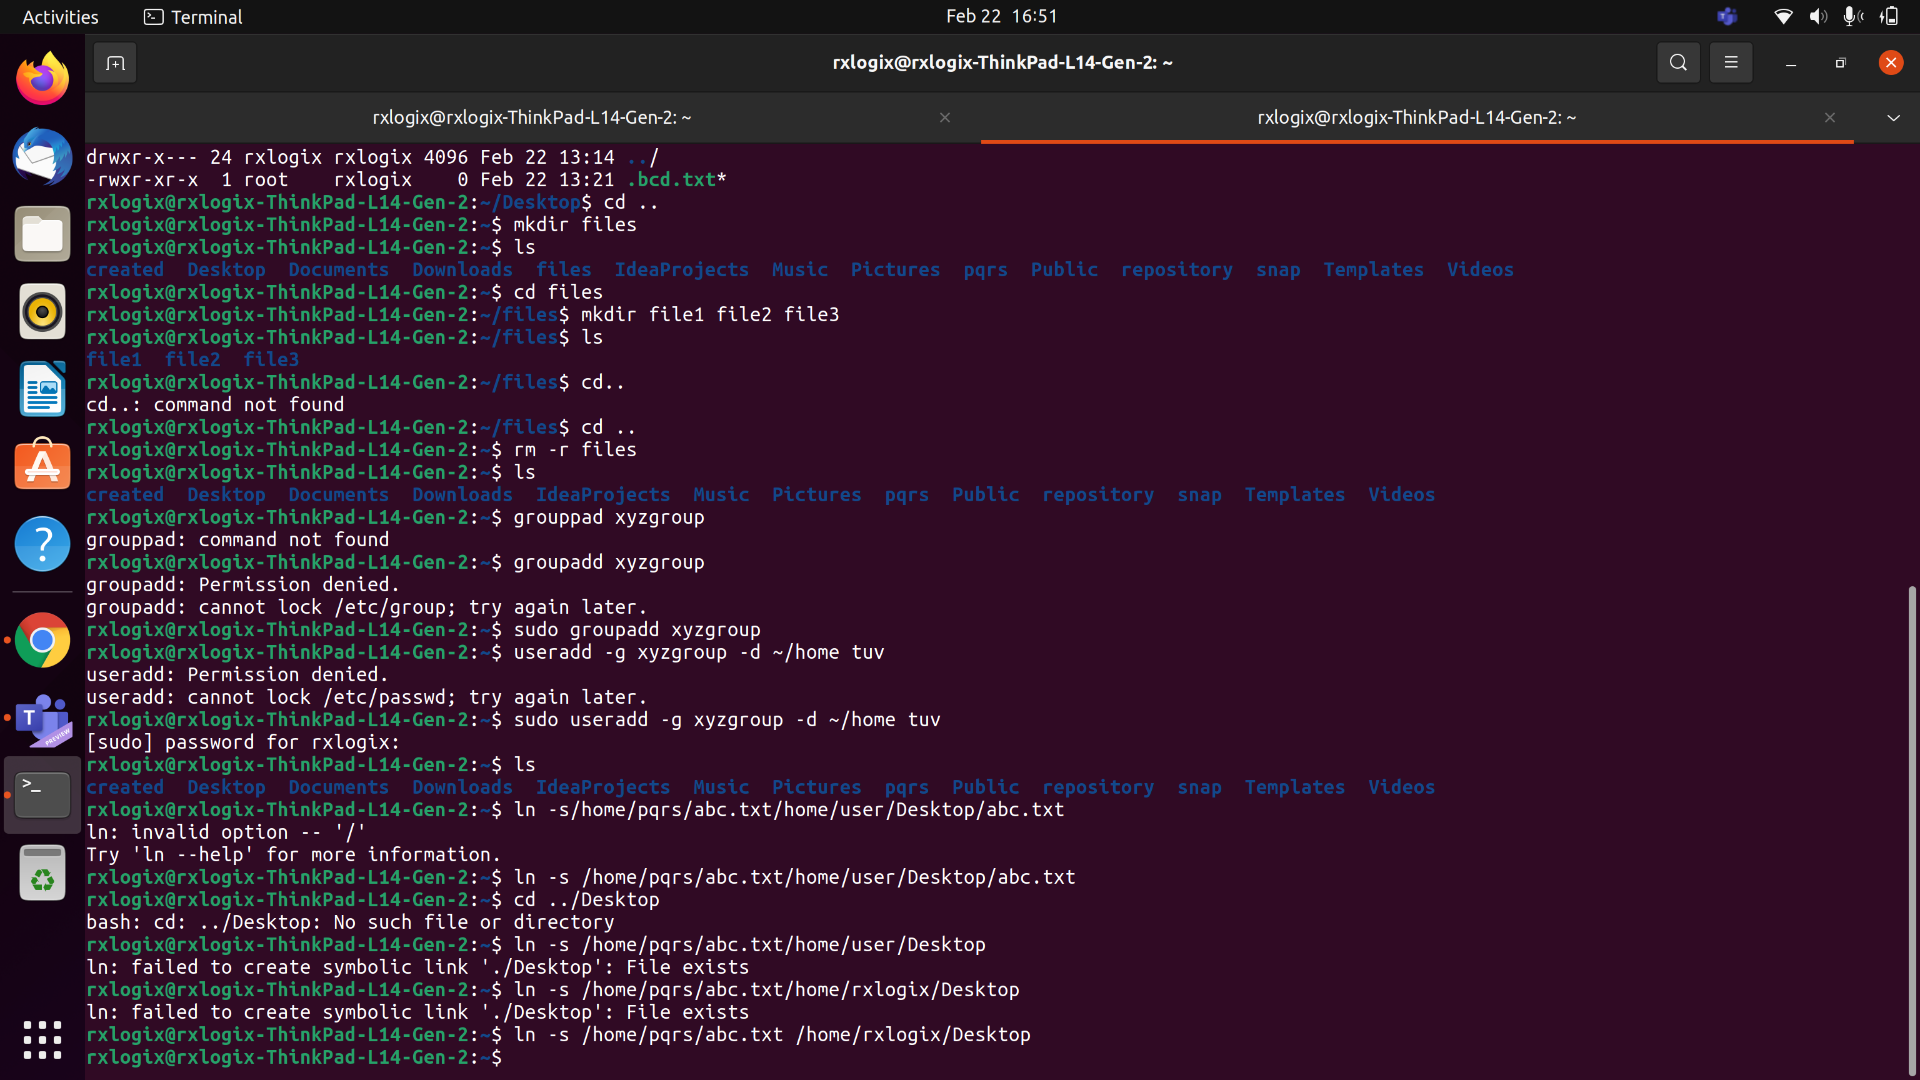 Activities
Terminal
Feb 22 16:51
rxlogix@rxlogix-ThinkPad-L14-Gen-2: ~
rxlogix@rxlogix-ThinkPad-L14-Gen-2: ~
rxlogix@rxlogix-ThinkPad-L14-Gen-2: ~
drwxr-x--- 24 rxlogix rxlogix 4096 Feb 22 13:14 ../
-rwxr-xr-x  1 root    rxlogix    0 Feb 22 13:21 .bcd.txt*
rxlogix@rxlogix-ThinkPad-L14-Gen-2:~/Desktop$ cd ..
rxlogix@rxlogix-ThinkPad-L14-Gen-2:~$ mkdir files
rxlogix@rxlogix-ThinkPad-L14-Gen-2:~$ ls
created  Desktop  Documents  Downloads  files  IdeaProjects  Music  Pictures  pqrs  Public  repository  snap  Templates  Videos
rxlogix@rxlogix-ThinkPad-L14-Gen-2:~$ cd files
rxlogix@rxlogix-ThinkPad-L14-Gen-2:~/files$ mkdir file1 file2 file3
rxlogix@rxlogix-ThinkPad-L14-Gen-2:~/files$ ls
file1  file2  file3
rxlogix@rxlogix-ThinkPad-L14-Gen-2:~/files$ cd..
cd..: command not found
rxlogix@rxlogix-ThinkPad-L14-Gen-2:~/files$ cd ..
rxlogix@rxlogix-ThinkPad-L14-Gen-2:~$ rm -r files
rxlogix@rxlogix-ThinkPad-L14-Gen-2:~$ ls
created  Desktop  Documents  Downloads  IdeaProjects  Music  Pictures  pqrs  Public  repository  snap  Templates  Videos
rxlogix@rxlogix-ThinkPad-L14-Gen-2:~$ grouppad xyzgroup
grouppad: command not found
rxlogix@rxlogix-ThinkPad-L14-Gen-2:~$ groupadd xyzgroup
groupadd: Permission denied.
groupadd: cannot lock /etc/group; try again later.
rxlogix@rxlogix-ThinkPad-L14-Gen-2:~$ sudo groupadd xyzgroup
rxlogix@rxlogix-ThinkPad-L14-Gen-2:~$ useradd -g xyzgroup -d ~/home tuv
useradd: Permission denied.
useradd: cannot lock /etc/passwd; try again later.
rxlogix@rxlogix-ThinkPad-L14-Gen-2:~$ sudo useradd -g xyzgroup -d ~/home tuv
[sudo] password for rxlogix:
rxlogix@rxlogix-ThinkPad-L14-Gen-2:~$ ls
created  Desktop  Documents  Downloads  IdeaProjects  Music  Pictures  pqrs  Public  repository  snap  Templates  Videos
rxlogix@rxlogix-ThinkPad-L14-Gen-2:~$ ln -s/home/pqrs/abc.txt/home/user/Desktop/abc.txt
ln: invalid option -- '/'
Try 'ln --help' for more information.
rxlogix@rxlogix-ThinkPad-L14-Gen-2:~$ ln -s /home/pqrs/abc.txt/home/user/Desktop/abc.txt
rxlogix@rxlogix-ThinkPad-L14-Gen-2:~$ cd ../Desktop
bash: cd: ../Desktop: No such file or directory
rxlogix@rxlogix-ThinkPad-L14-Gen-2:~$ ln -s /home/pqrs/abc.txt/home/user/Desktop
ln: failed to create symbolic link './Desktop': File exists
rxlogix@rxlogix-ThinkPad-L14-Gen-2:~$ ln -s /home/pqrs/abc.txt/home/rxlogix/Desktop
ln: failed to create symbolic link './Desktop': File exists
rxlogix@rxlogix-ThinkPad-L14-Gen-2:~$ ln -s /home/pqrs/abc.txt /home/rxlogix/Desktop
rxlogix@rxlogix-ThinkPad-L14-Gen-2:~$
T
PREVIEW